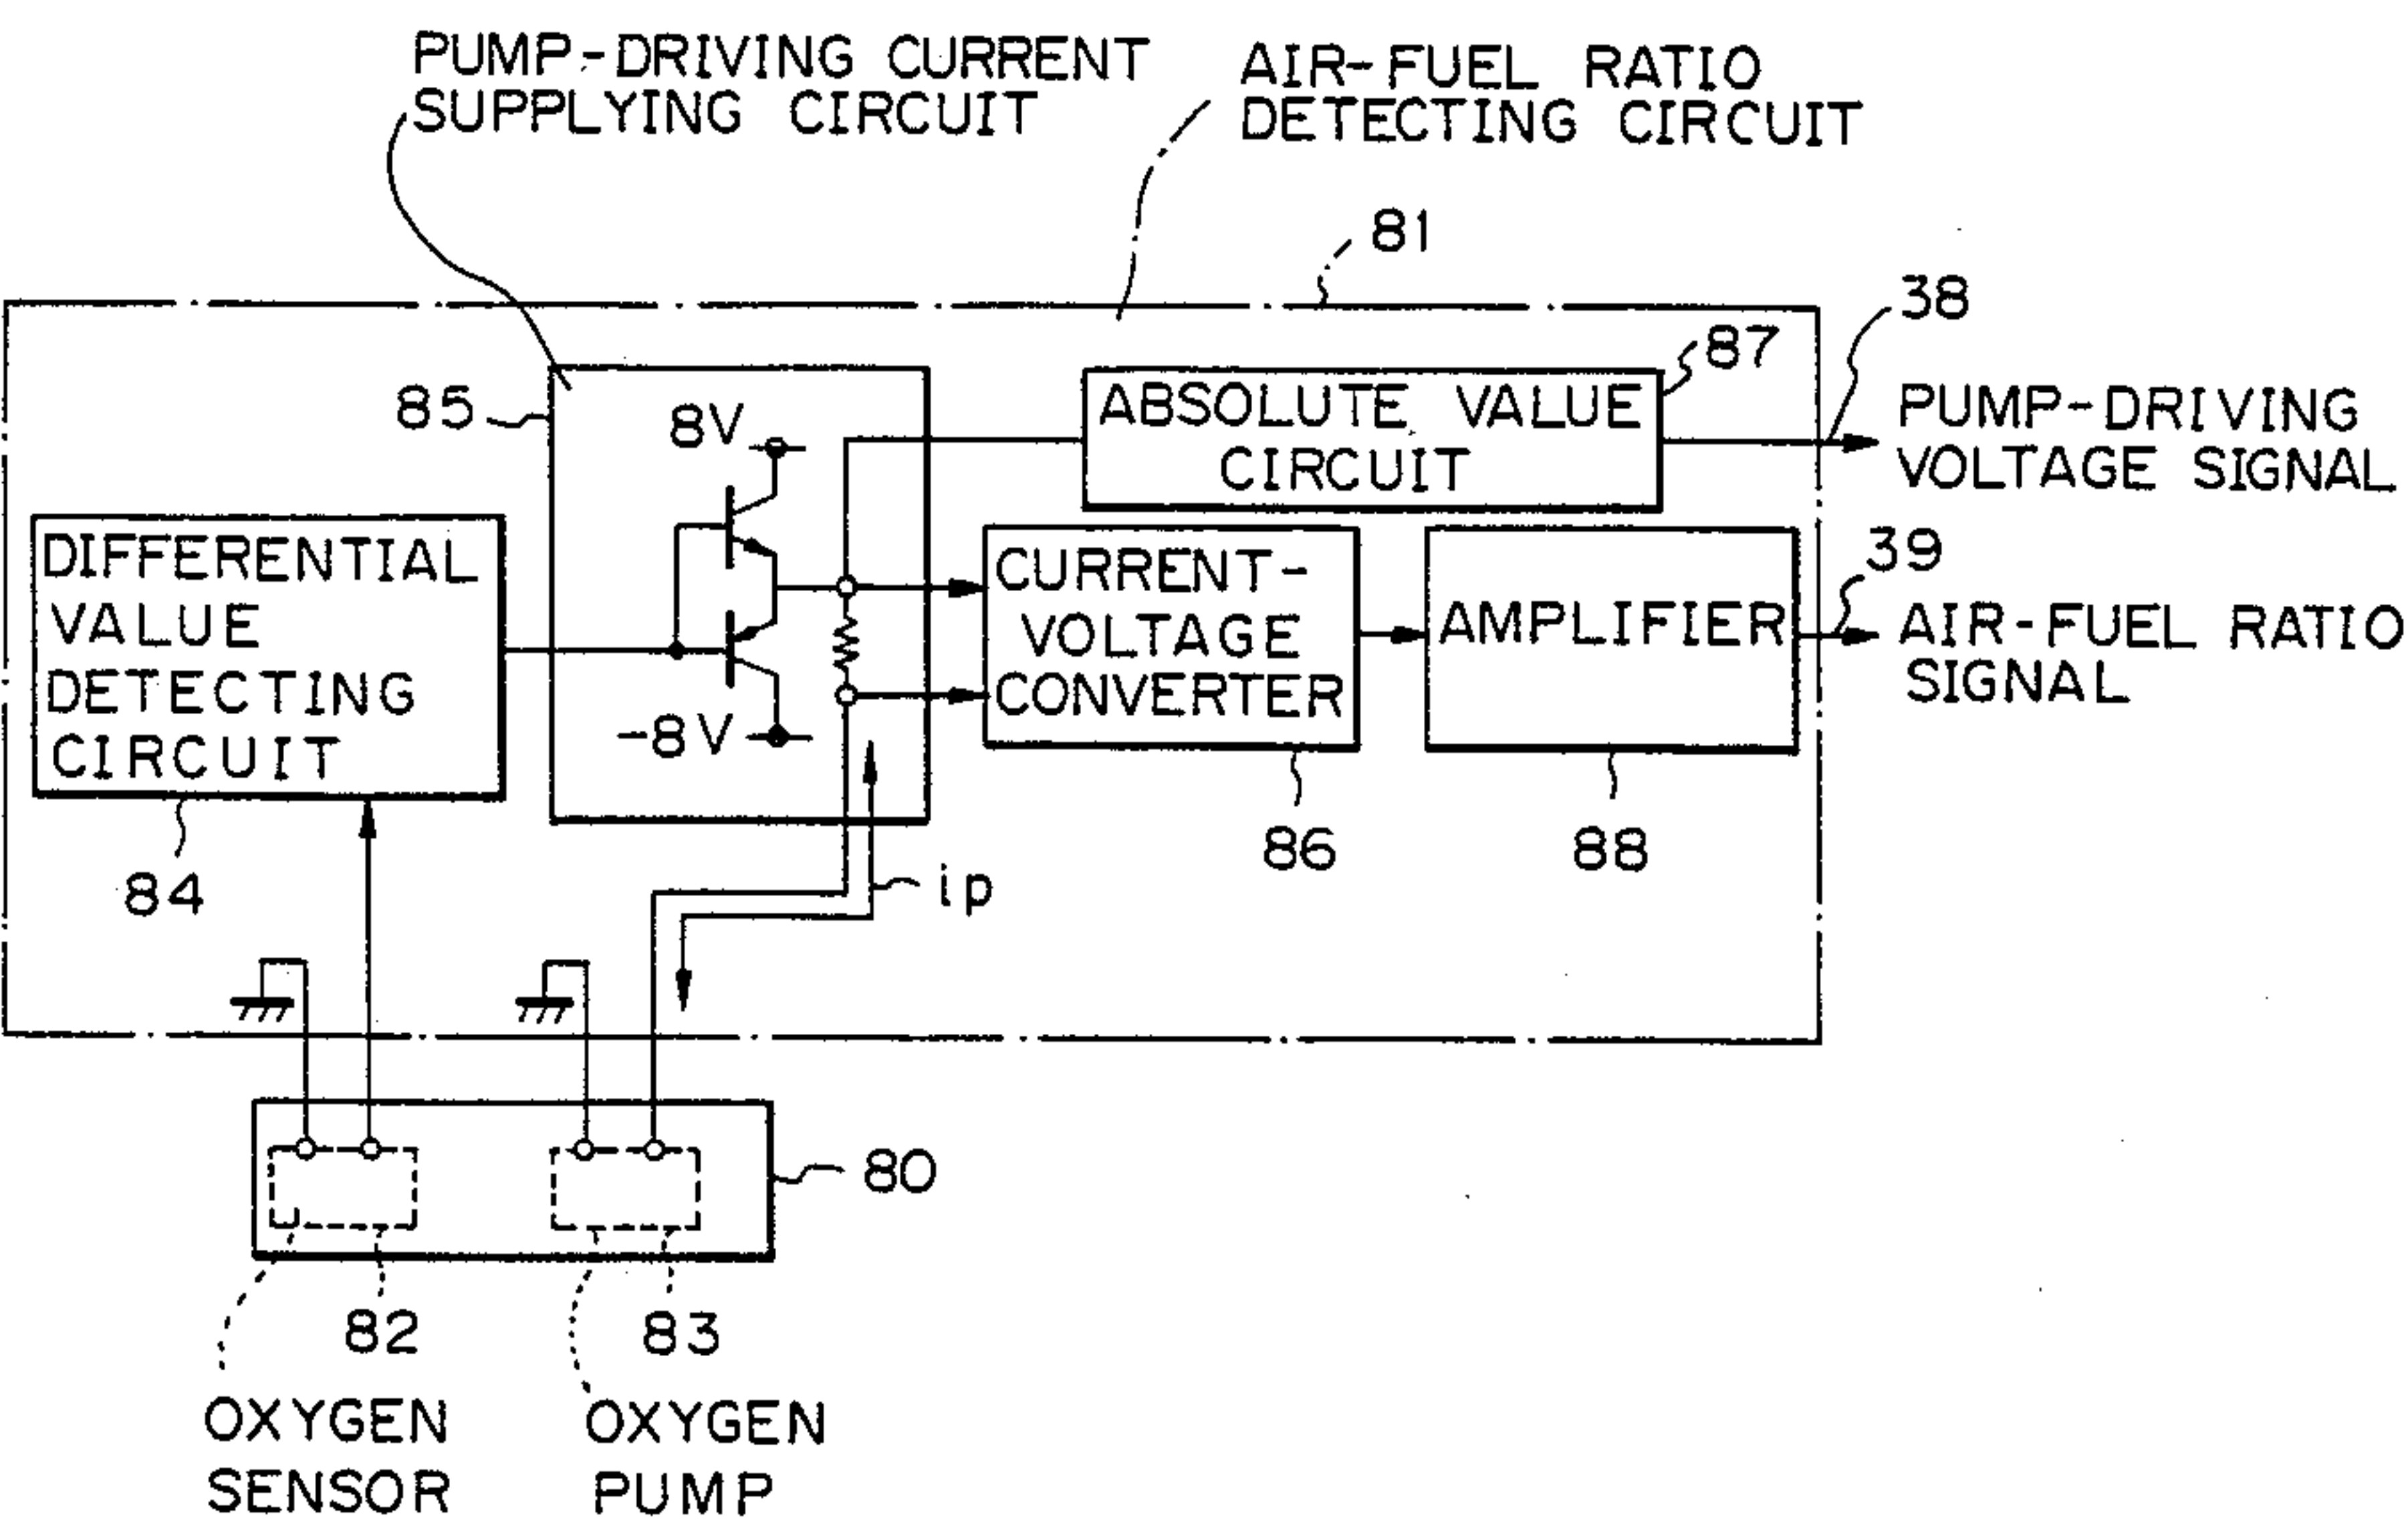 PUMP-DRIVING CURRENT
SUPPLYING CIRCUIT
AIR-FUEL RATIO
DETECTING CIRCUIT
81
38
87
85
8V
ABSOLUTE VALUE
CIRCUIT
PUMP-DRIVING
VOLTAGE SIGNAL
DIFFERENTIAL
VALUE
DETECTING
CIRCUIT
CURRENT-
VOLTAGE
CONVERTER
AMPLIFIER
39
AIR-FUEL RATIO
SIGNAL
-8V
84
86
88
ip
80
82
83
OXYGEN
SENSOR
OXYGEN
PUMP